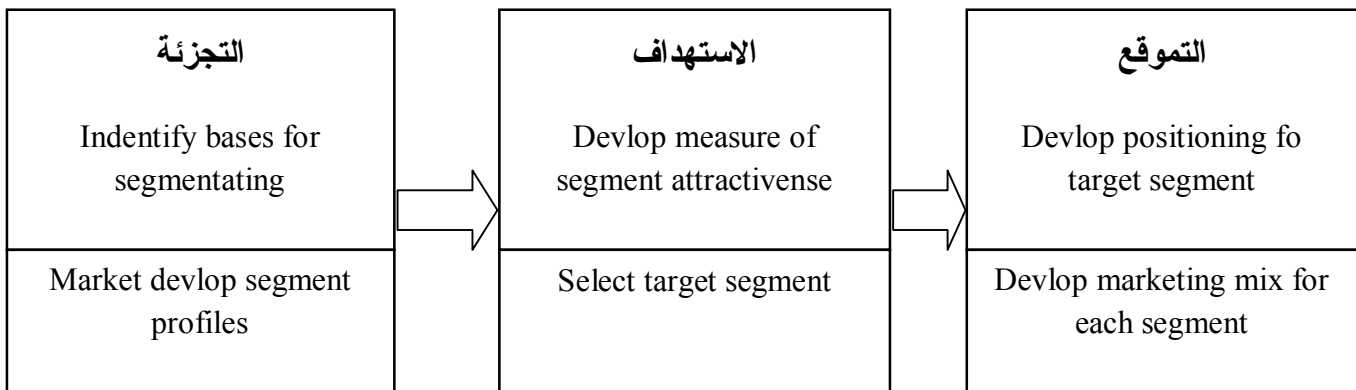 التجزئة
Indentify bases for
segmentating
Market devlop segment
profiles
الاستهداف
Devlop measure of
segment attractivense
Select target segment
التموقع
Devlop positioning fo
target segment
Devlop marketing mix for
each segment